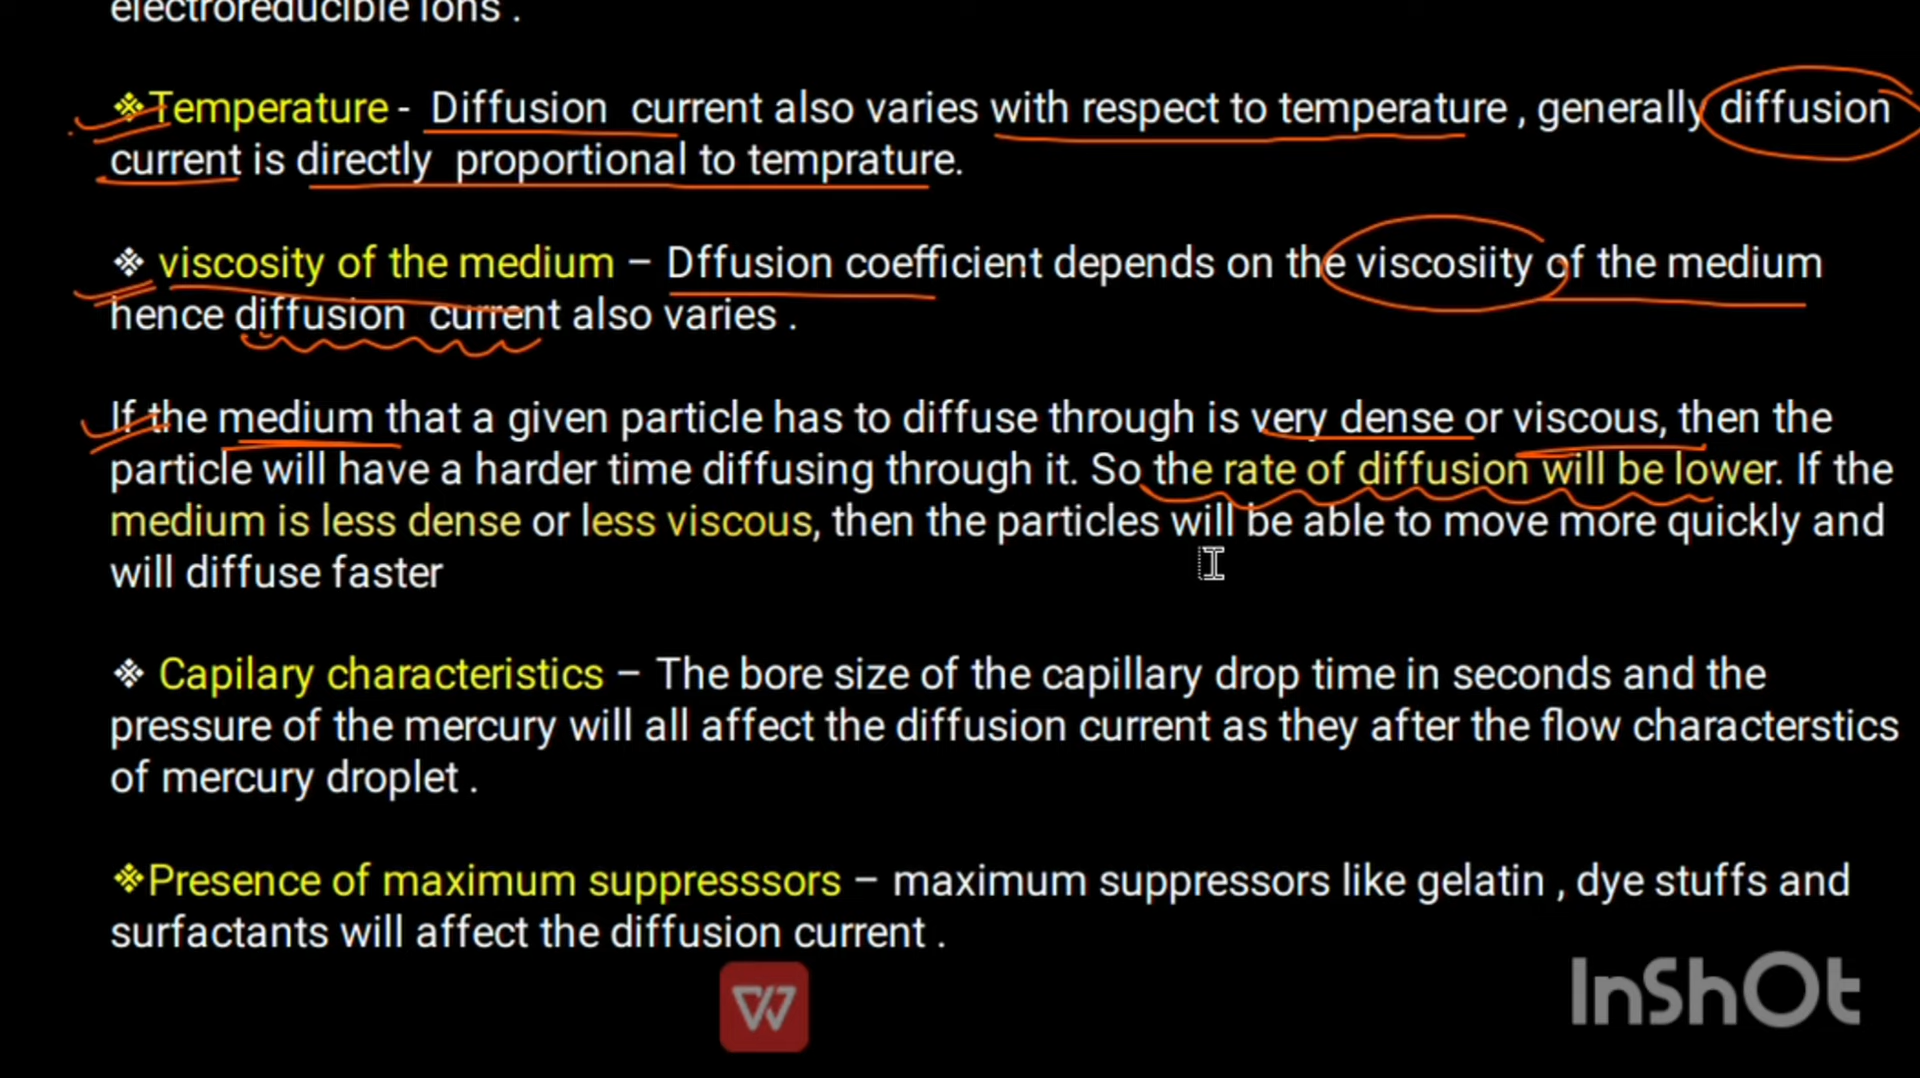 electroreducible ions .
❖Temperature - Diffusion current also varies with respect to temperature , generally diffusion
current is directly proportional to temprature.
❖ viscosity of the medium – Dffusion coefficient depends on the viscosiity of the medium
hence diffusion current also varies .
If the medium that a given particle has to diffuse through is very dense or viscous, then the
particle will have a harder time diffusing through it. So the rate of diffusion will be lower. If the
medium is less dense or less viscous, then the particles will be able to move more quickly and
will diffuse faster
❖ Capilary characteristics – The bore size of the capillary drop time in seconds and the
pressure of the mercury will all affect the diffusion current as they after the flow characterstics
of mercury droplet .
❖Presence of maximum suppresssors – maximum suppressors like gelatin , dye stuffs and
surfactants will affect the diffusion current .
W
InShOt